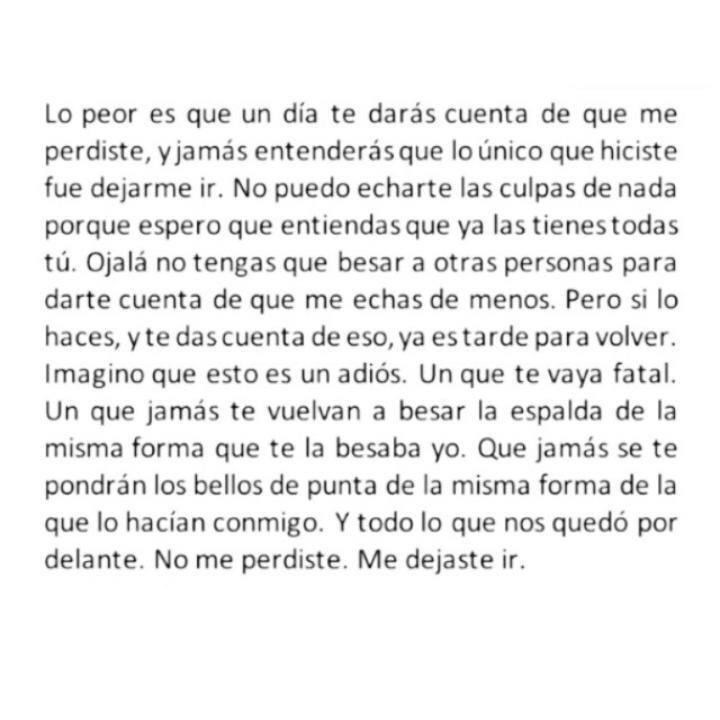 Lo peor es que un día te darás cuenta de que me
perdiste, y jamás entenderás que lo único que hiciste
fue dejarme ir. No puedo echarte las culpas de nada
porque espero que entiendas que ya las tienes todas
tú. Ojalá no tengas que besar a otras personas para
darte cuenta de que me echas de menos. Pero si lo
haces, y te das cuenta de eso, ya es tarde para volver.
Imagino que esto es un adiós. Un que te vaya fatal.
Un que jamás te vuelvan a besar la espalda de la
misma forma que te la besaba yo. Que jamás se te
pondrán los bellos de punta de la misma forma de la
que lo hacían conmigo. Y todo lo que nos quedó por
delante. No me perdiste. Me dejaste ir.